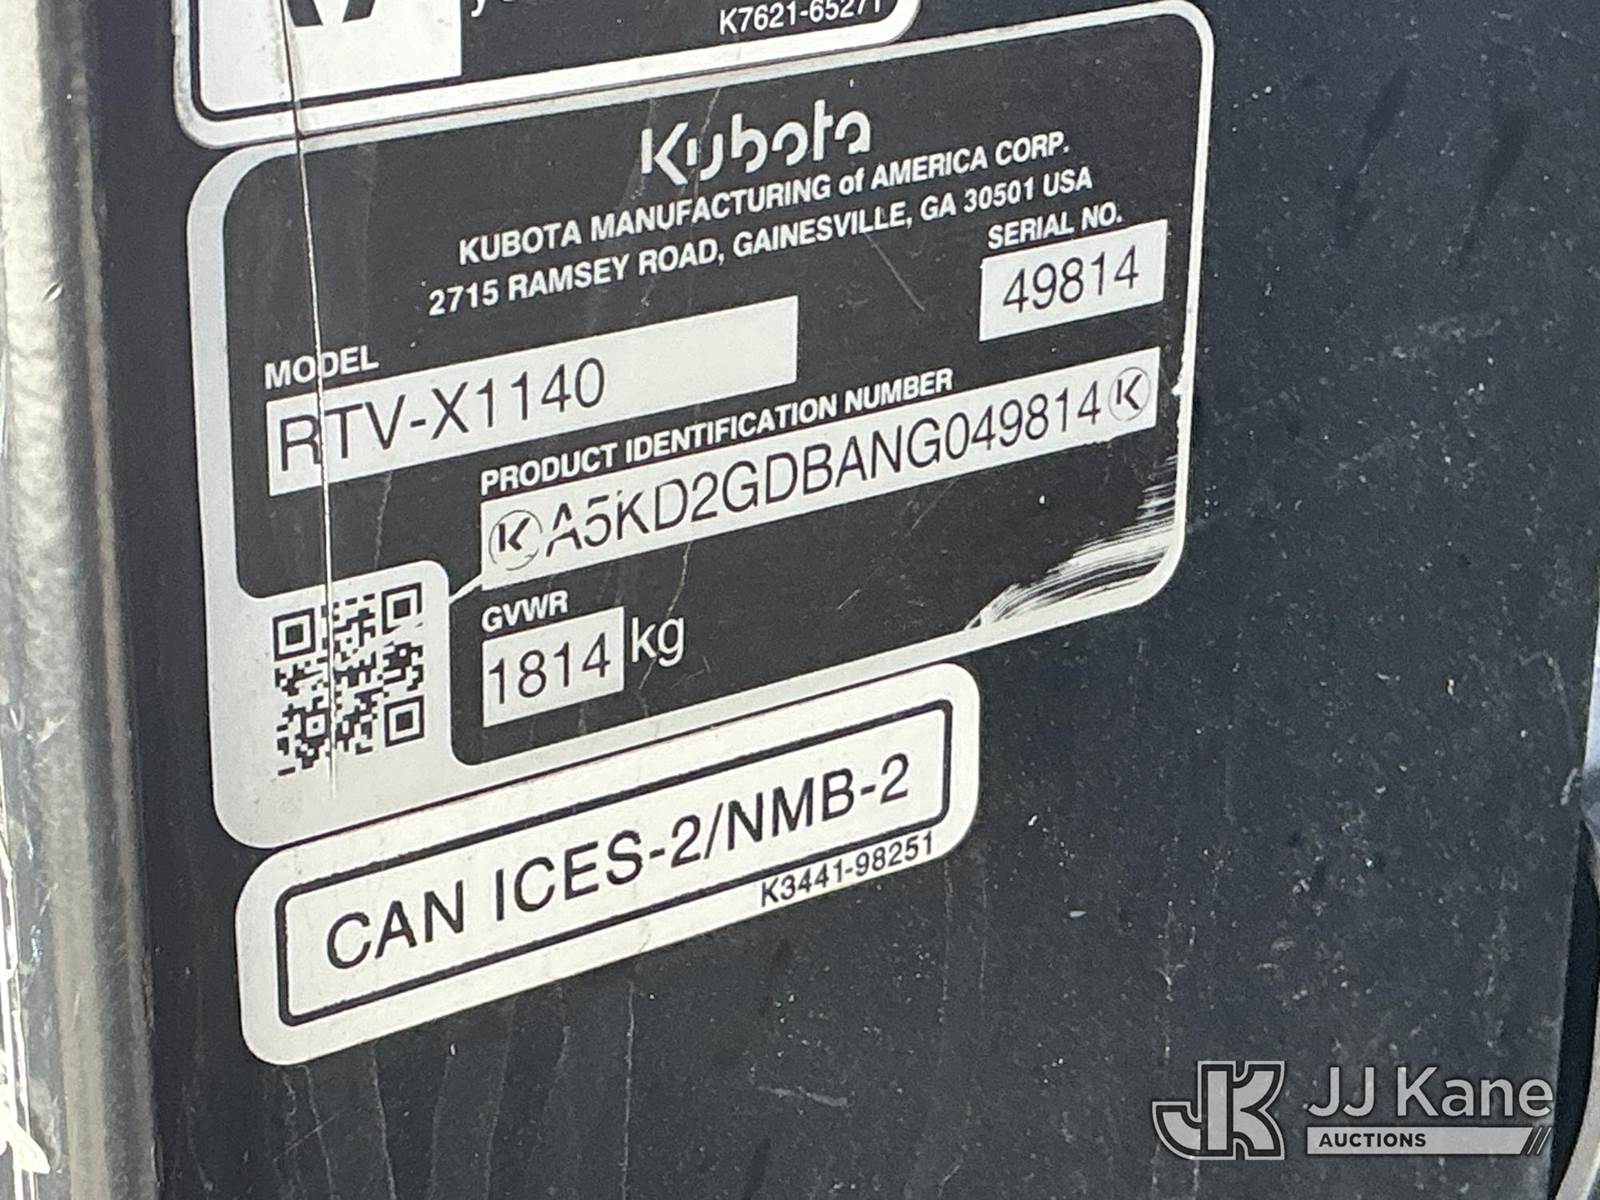 K7621-65271
Kubota
KUBOTA MANUFACTURING of AMERICA CORP.
2715 RAMSEY ROAD, GAINESVILLE, GA 30501 USA
SERIAL NO.
49814
MODEL
RTV-X1140
PRODUCT IDENTIFICATION NUMBER
K A5KD2GDBANG049814 K
GVWR
1814 kg
CAN ICES-2/NMB-2
K3441-98251
JK JJ Kane
AUCTIONS